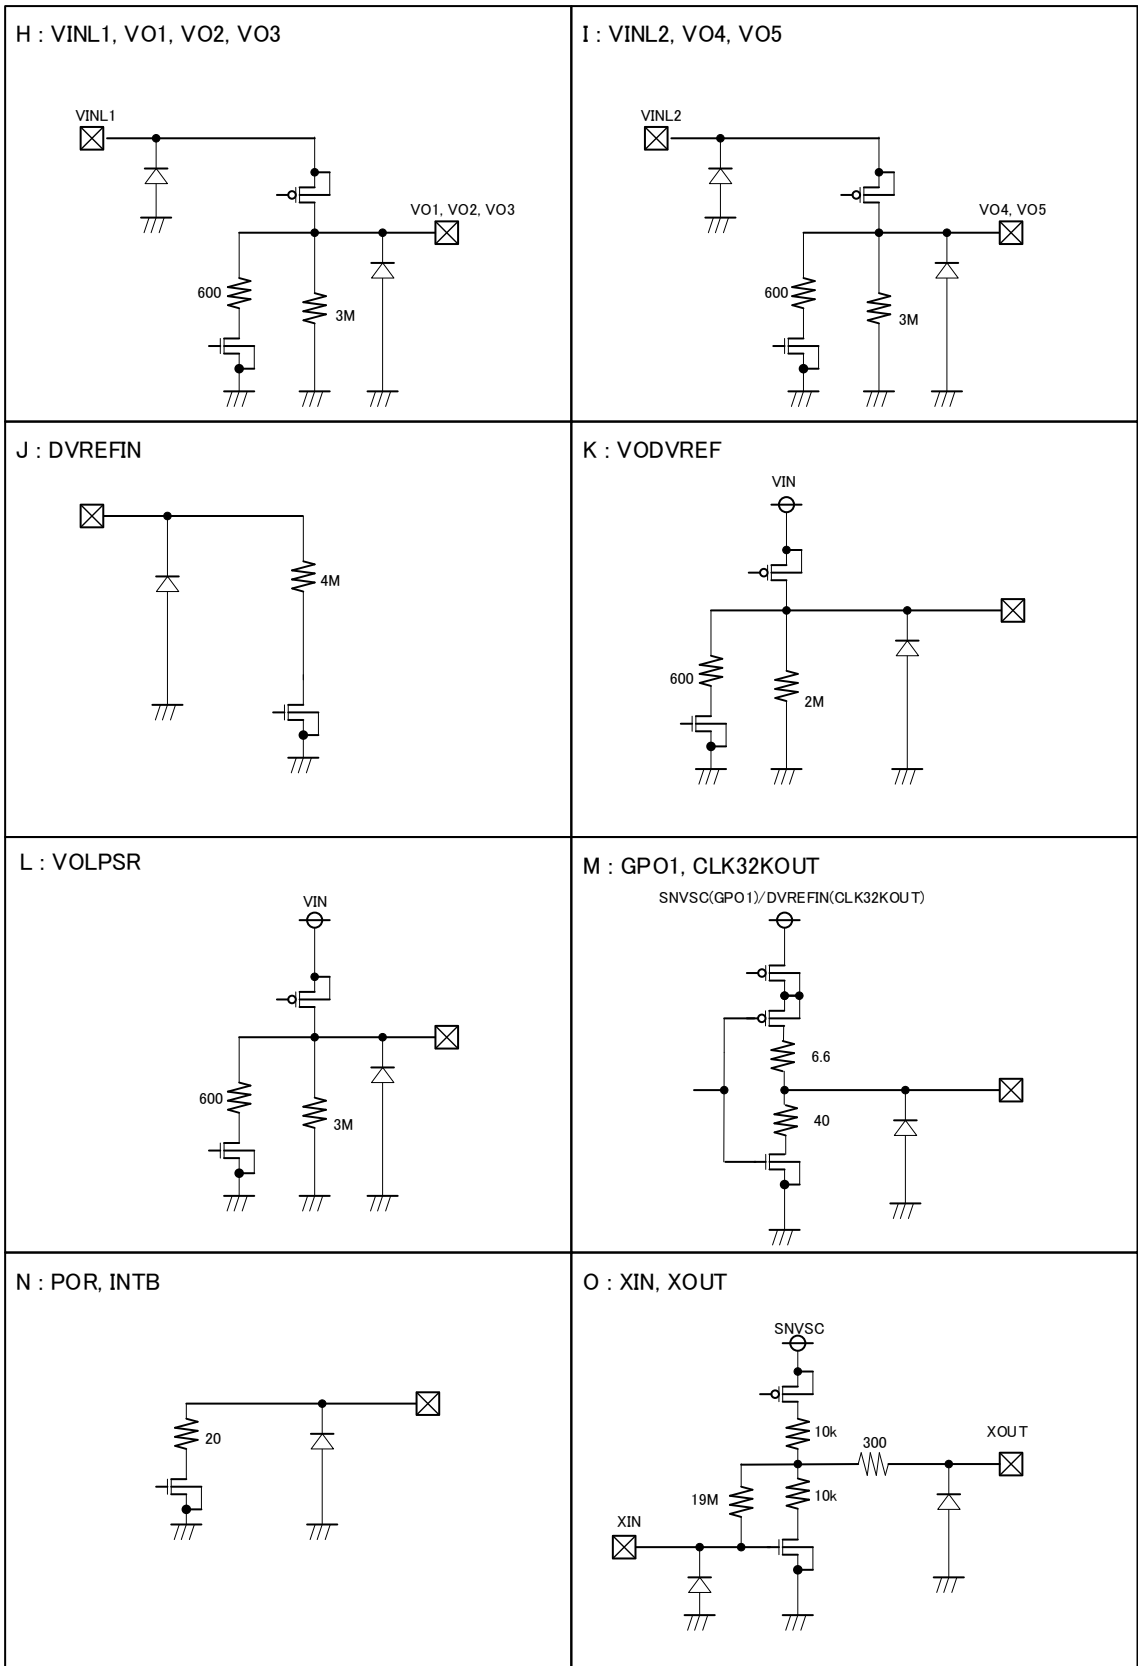 H : VINL1, VO1, VO2, VO3
VINL1
VO1, VO2, VO3
600
3M
I : VINL2, VO4, VO5
VINL2
VO4, VO5
600
3M
J : DVREFIN
4M
K : VODVREF
VIN
600
2M
L : VOLPSR
VIN
600
3M
M : GPO1, CLK32KOUT
SNVSC(GPO1)/DVREFIN(CLK32KOUT)
6.6
40
N : POR, INTB
20
O : XIN, XOUT
SNVSC
10k
300
XOUT
19M
10k
XIN